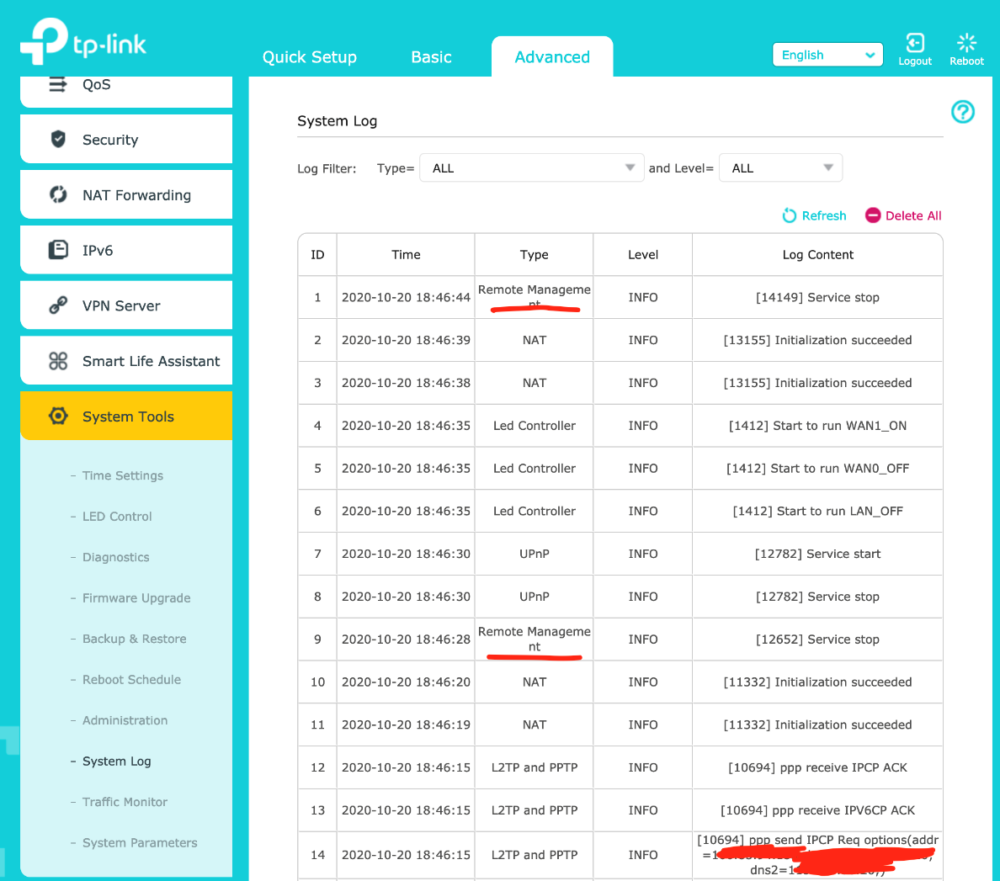 tp-link
Quick Setup Basic Advanced English Logout Reboot
QoS
Security
NAT Forwarding
IPv6
VPN Server
Smart Life Assistant
System Tools
- Time Settings
- LED Control
- Diagnostics
- Firmware Upgrade
- Backup & Restore
- Reboot Schedule
- Administration
- System Log
- Traffic Monitor
- System Parameters
System Log
Log Filter: Type= ALL and Level= ALL
Refresh Delete All
ID Time Type Level Log Content
1 2020-10-20 18:46:44 Remote Manageme INFO [14149] Service stop
nt
2 2020-10-20 18:46:39 NAT INFO [13155] Initialization succeeded
3 2020-10-20 18:46:38 NAT INFO [13155] Initialization succeeded
4 2020-10-20 18:46:35 Led Controller INFO [1412] Start to run WAN1_ON
5 2020-10-20 18:46:35 Led Controller INFO [1412] Start to run WAN0_OFF
6 2020-10-20 18:46:35 Led Controller INFO [1412] Start to run LAN_OFF
7 2020-10-20 18:46:30 UPnP INFO [12782] Service start
8 2020-10-20 18:46:30 UPnP INFO [12782] Service stop
9 2020-10-20 18:46:28 Remote Manageme INFO [12652] Service stop
nt
10 2020-10-20 18:46:20 NAT INFO [11332] Initialization succeeded
11 2020-10-20 18:46:19 NAT INFO [11332] Initialization succeeded
12 2020-10-20 18:46:15 L2TP and PPTP INFO [10694] ppp receive IPCP ACK
13 2020-10-20 18:46:15 L2TP and PPTP INFO [10694] ppp receive IPV6CP ACK
14 2020-10-20 18:46:15 L2TP and PPTP INFO [10694] ppp send IPCP Req options(addr